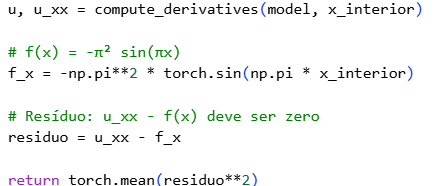 u, u_xx = compute_derivatives(model, x_interior)
# f(x) = -π² sin(πx)
f_x = -np.pi**2 * torch.sin(np.pi * x_interior)
# Resíduo: u_xx - f(x) deve ser zero
residuo = u_xx - f_x
return torch.mean(residuo**2)